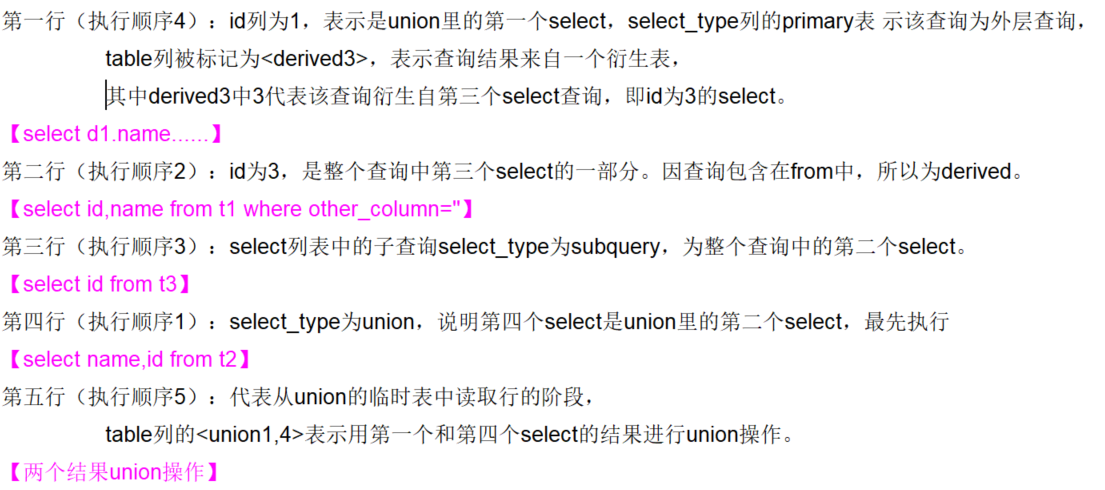 第一行（执行顺序4）：id列为1，表示是union里的第一个select，select_type列的primary表 示该查询为外层查询，
table列被标记为<derived3>，表示查询结果来自一个衍生表，
其中derived3中3代表该查询衍生自第三个select查询，即id为3的select。
【select d1.name......】
第二行（执行顺序2）：id为3，是整个查询中第三个select的一部分。因查询包含在from中，所以为derived。
【select id,name from t1 where other_column=''】
第三行（执行顺序3）：select列表中的子查询select_type为subquery，为整个查询中的第二个select。
【select id from t3】
第四行（执行顺序1）：select_type为union，说明第四个select是union里的第二个select，最先执行
【select name,id from t2】
第五行（执行顺序5）：代表从union的临时表中读取行的阶段，
table列的<union1,4>表示用第一个和第四个select的结果进行union操作。
【两个结果union操作】